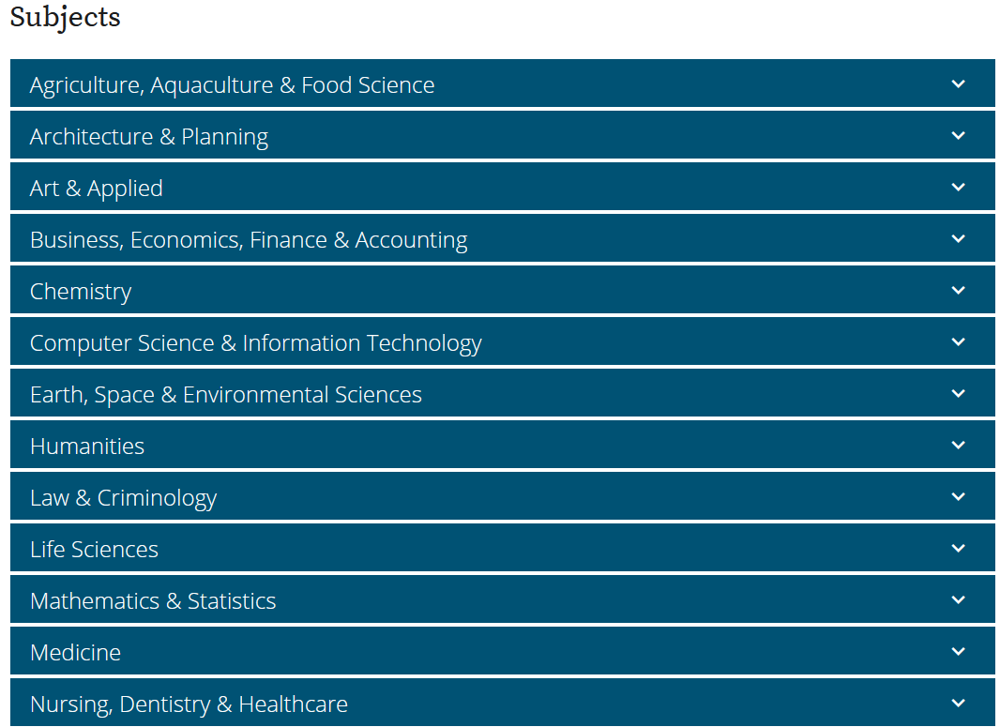 Subjects
Agriculture, Aquaculture & Food Science
Architecture & Planning
Art & Applied
Business, Economics, Finance & Accounting
Chemistry
Computer Science & Information Technology
Earth, Space & Environmental Sciences
Humanities
Law & Criminology
Life Sciences
Mathematics & Statistics
Medicine
Nursing, Dentistry & Healthcare